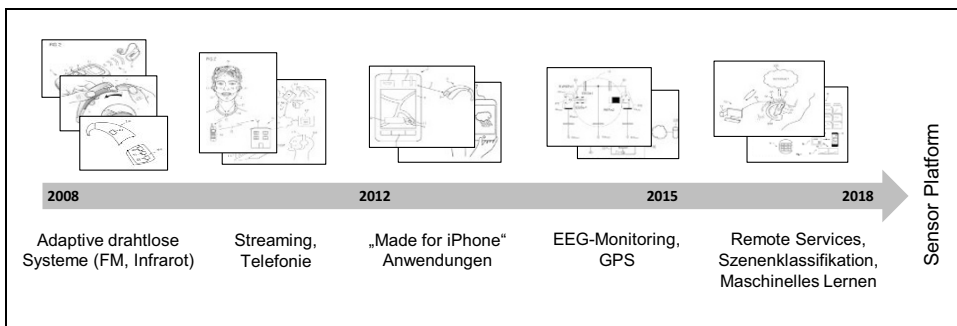 2008
2012
2015
2018
Adaptive drahtlose
Systeme (FM, Infrarot)
Streaming,
Telefonie
„Made for iPhone“
Anwendungen
EEG-Monitoring,
GPS
Remote Services,
Szenenklassifikation,
Maschinelles Lernen
Sensor Platform